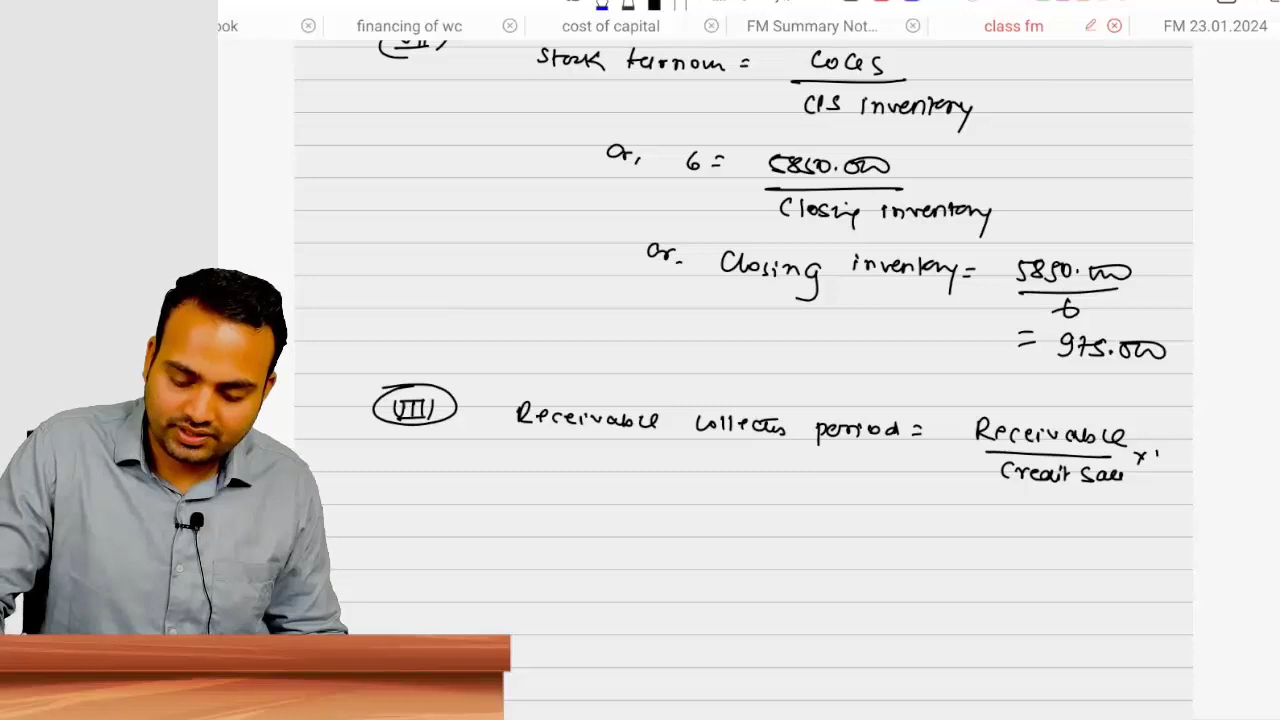 ook financing of wc cost of capital FM Summary Not... class fm FM 23.01.2024
Stock turnover = COGS
Cls inventory
Or, 6 = 5850.000
Closing inventory
Or. Closing inventory = 5850.000
6
= 975.000
VIII) Receivable collection period = Receivable
Credit Sale ×